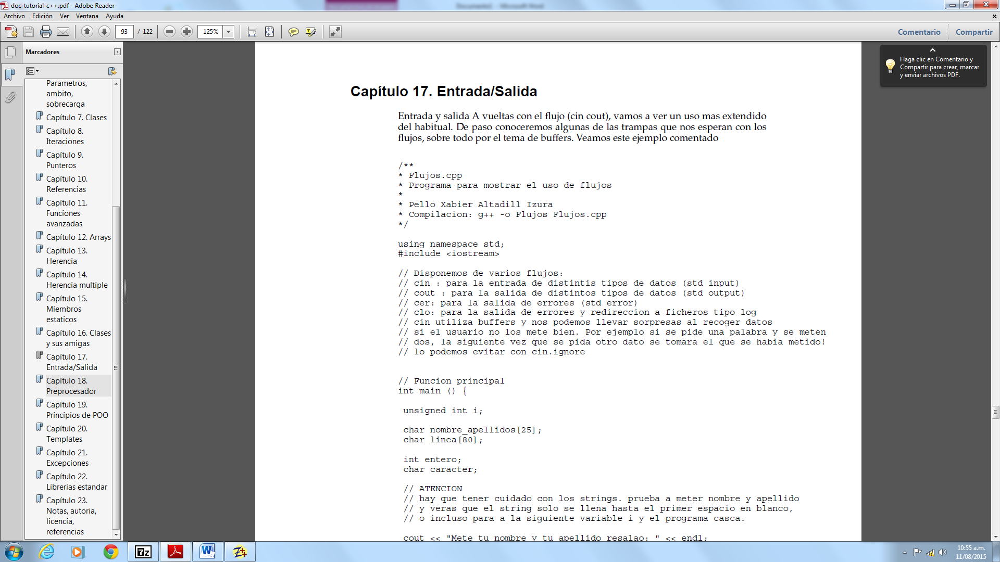 doc-tutorial-c++.pdf - Adobe Reader
Archivo Edición Ver Ventana Ayuda
93 / 122 125%
Comentario Compartir
Marcadores
Parametros,
ambito,
sobrecarga
Capítulo 7. Clases
Capítulo 8.
Iteraciones
Capítulo 9.
Punteros
Capítulo 10.
Referencias
Capítulo 11.
Funciones
avanzadas
Capítulo 12. Arrays
Capítulo 13.
Herencia
Capítulo 14.
Herencia multiple
Capítulo 15.
Miembros
estaticos
Capítulo 16. Clases
y sus amigas
Capítulo 17.
Entrada/Salida
Capítulo 18.
Preprocesador
Capítulo 19.
Principios de POO
Capítulo 20.
Templates
Capítulo 21.
Excepciones
Capítulo 22.
Librerias estandar
Capítulo 23.
Notas, autoria,
licencia,
referencias
Haga clic en Comentario y
Compartir para crear, marcar
y enviar archivos PDF.
Capítulo 17. Entrada/Salida
Entrada y salida A vueltas con el flujo (cin cout), vamos a ver un uso mas extendido
del habitual. De paso conoceremos algunas de las trampas que nos esperan con los
flujos, sobre todo por el tema de buffers. Veamos este ejemplo comentado
/**
* Flujos.cpp
* Programa para mostrar el uso de flujos
*
* Pello Xabier Altadill Izura
* Compilacion: g++ -o Flujos Flujos.cpp
*/
using namespace std;
#include <iostream>
// Disponemos de varios flujos:
// cin : para la entrada de distintis tipos de datos (std input)
// cout : para la salida de distintos tipos de datos (std output)
// cer: para la salida de errores (std error)
// clo: para la salida de errores y redireccion a ficheros tipo log
// cin utiliza buffers y nos podemos llevar sorpresas al recoger datos
// si el usuario no los mete bien. Por ejemplo si se pide una palabra y se meten
// dos, la siguiente vez que se pida otro dato se tomara el que se habia metido!
// lo podemos evitar con cin.ignore
// Funcion principal
int main () {
unsigned int i;
char nombre_apellidos[25];
char linea[80];
int entero;
char caracter;
// ATENCION
// hay que tener cuidado con los strings. prueba a meter nombre y apellido
// y veras que el string solo se llena hasta el primer espacio en blanco,
// o incluso para a la siguiente variable i y el programa casca.
cout << "Mete tu nombre y tu apellido resalao: " << endl;
7z
10:55 a.m.
11/08/2015